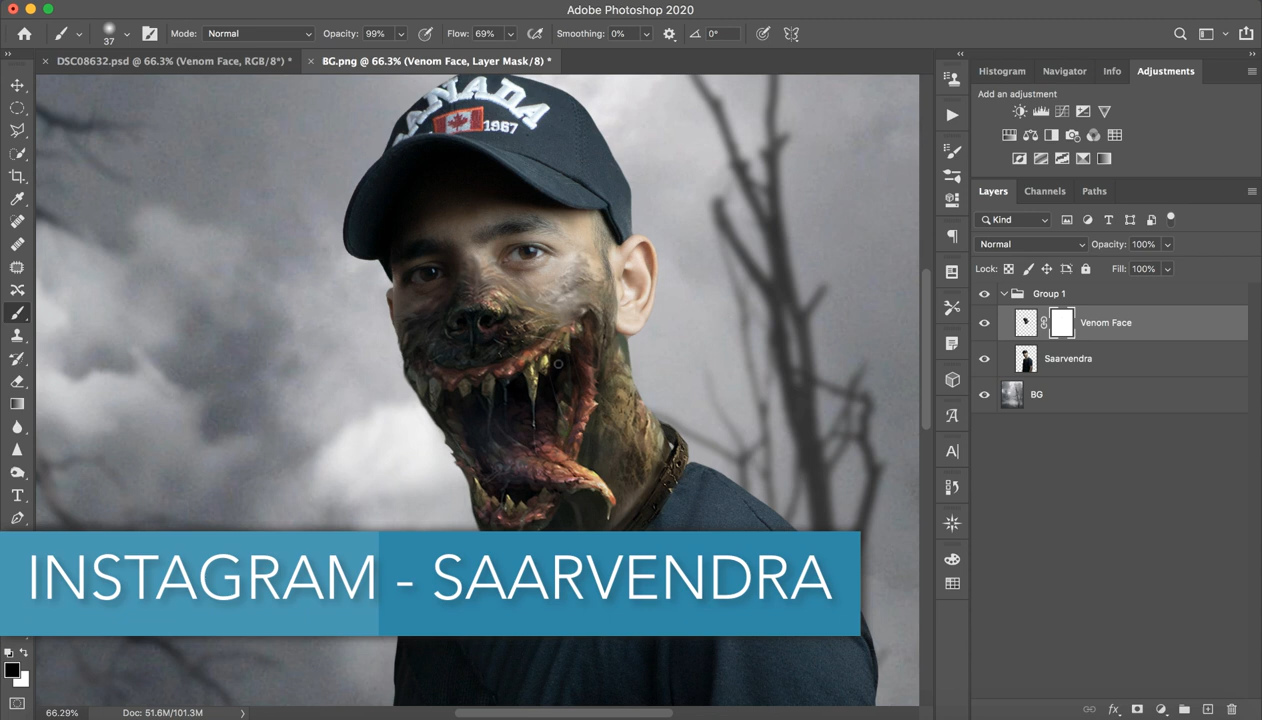 Adobe Photoshop 2020
37
Mode: Normal
Opacity: 99%
Flow: 69%
Smoothing: 0%
0°
DSC08632.psd @ 66.3% (Venom Face, RGB/8*) *
BG.png @ 66.3% (Venom Face, Layer Mask/8) *
Histogram
Navigator
Info
Adjustments
Add an adjustment
Layers
Channels
Paths
Kind
Normal
Opacity: 100%
Lock:
Fill: 100%
Group 1
Venom Face
Saarvendra
BG
CANADA
1967
INSTAGRAM - SAARVENDRA
66.29%
Doc: 51.6M/101.3M
fx